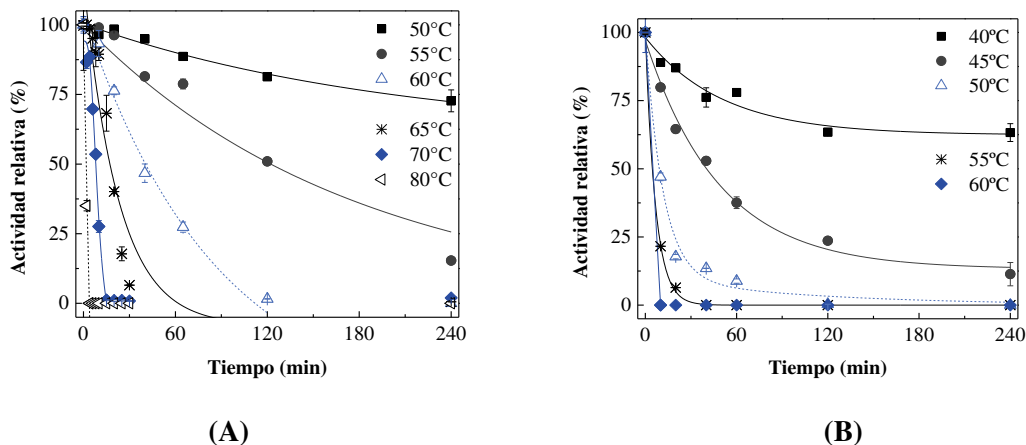 100
75
50
25
0
Actividad relativa (%)
50°C
55°C
60°C
65°C
70°C
80°C
0
60
120
180
240
Tiempo (min)
(A)
100
75
50
25
0
Actividad relativa (%)
40ºC
45ºC
50ºC
55ºC
60ºC
0
60
120
180
240
Tiempo (min)
(B)